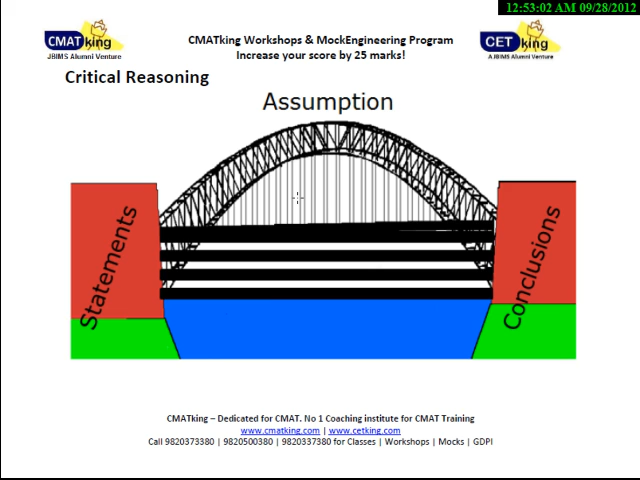 12:53:02 AM 09/28/2012
CMATking
JBIMS Alumni Venture
CMATking Workshops & MockEngineering Program
Increase your score by 25 marks!
CETking
A JBIMS Alumni Venture
Critical Reasoning
Assumption
Statements
Conclusions
CMATking – Dedicated for CMAT. No 1 Coaching institute for CMAT Training
www.cmatking.com | www.cetking.com
Call 9820373380 | 9820500380 | 9820337380 for Classes | Workshops | Mocks | GDPI